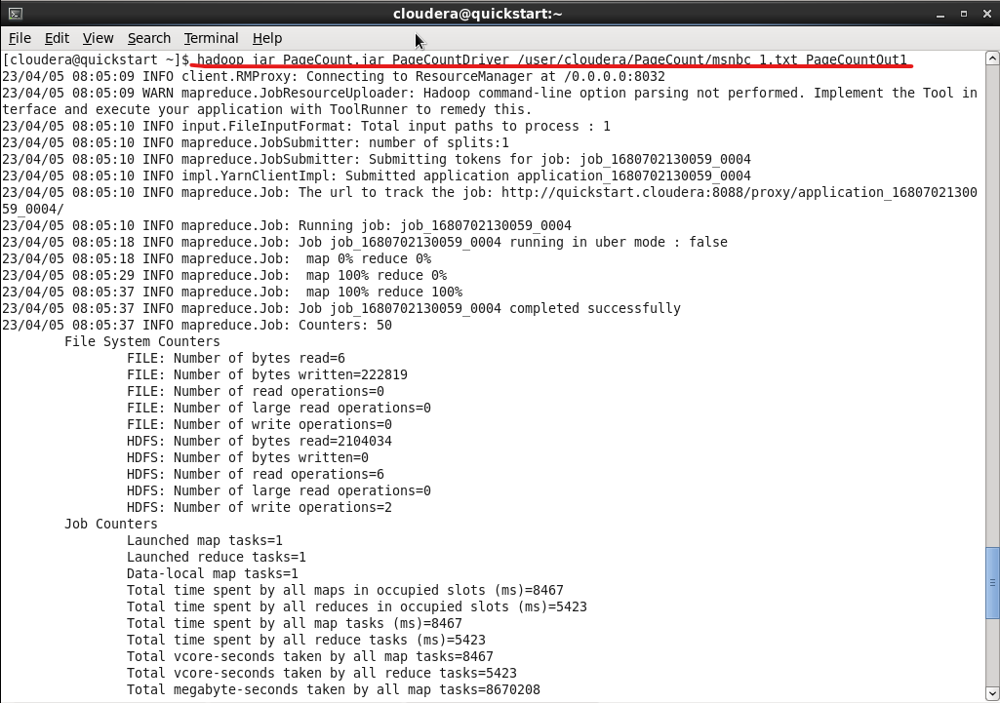 cloudera@quickstart:~
File Edit View Search Terminal Help
[cloudera@quickstart ~]$ hadoop jar PageCount.jar PageCountDriver /user/cloudera/PageCount/msnbc_1.txt PageCountOut1
23/04/05 08:05:09 INFO client.RMProxy: Connecting to ResourceManager at /0.0.0.0:8032
23/04/05 08:05:09 WARN mapreduce.JobResourceUploader: Hadoop command-line option parsing not performed. Implement the Tool in
terface and execute your application with ToolRunner to remedy this.
23/04/05 08:05:10 INFO input.FileInputFormat: Total input paths to process : 1
23/04/05 08:05:10 INFO mapreduce.JobSubmitter: number of splits:1
23/04/05 08:05:10 INFO mapreduce.JobSubmitter: Submitting tokens for job: job_1680702130059_0004
23/04/05 08:05:10 INFO impl.YarnClientImpl: Submitted application application_1680702130059_0004
23/04/05 08:05:10 INFO mapreduce.Job: The url to track the job: http://quickstart.cloudera:8088/proxy/application_16807021300
59_0004/
23/04/05 08:05:10 INFO mapreduce.Job: Running job: job_1680702130059_0004
23/04/05 08:05:18 INFO mapreduce.Job: Job job_1680702130059_0004 running in uber mode : false
23/04/05 08:05:18 INFO mapreduce.Job:  map 0% reduce 0%
23/04/05 08:05:29 INFO mapreduce.Job:  map 100% reduce 0%
23/04/05 08:05:37 INFO mapreduce.Job:  map 100% reduce 100%
23/04/05 08:05:37 INFO mapreduce.Job: Job job_1680702130059_0004 completed successfully
23/04/05 08:05:37 INFO mapreduce.Job: Counters: 50
File System Counters
FILE: Number of bytes read=6
FILE: Number of bytes written=222819
FILE: Number of read operations=0
FILE: Number of large read operations=0
FILE: Number of write operations=0
HDFS: Number of bytes read=2104034
HDFS: Number of bytes written=0
HDFS: Number of read operations=6
HDFS: Number of large read operations=0
HDFS: Number of write operations=2
Job Counters
Launched map tasks=1
Launched reduce tasks=1
Data-local map tasks=1
Total time spent by all maps in occupied slots (ms)=8467
Total time spent by all reduces in occupied slots (ms)=5423
Total time spent by all map tasks (ms)=8467
Total time spent by all reduce tasks (ms)=5423
Total vcore-seconds taken by all map tasks=8467
Total vcore-seconds taken by all reduce tasks=5423
Total megabyte-seconds taken by all map tasks=8670208